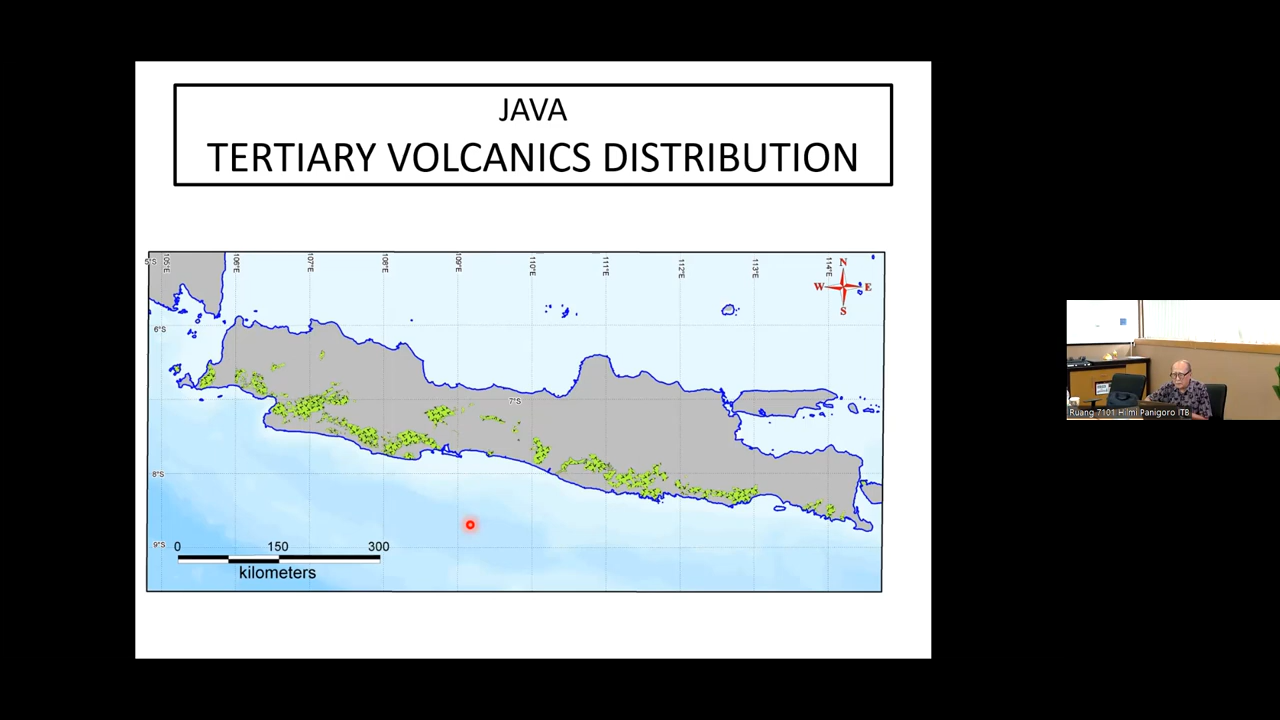 JAVA
TERTIARY VOLCANICS DISTRIBUTION
5°S
105°E
106°E
107°E
108°E
109°E
110°E
111°E
112°E
113°E
114°E
N
W E
S
6°S
7°S
8°S
9°S
0 150 300
kilometers
Ruang 7101 Hilmi Panigoro ITB